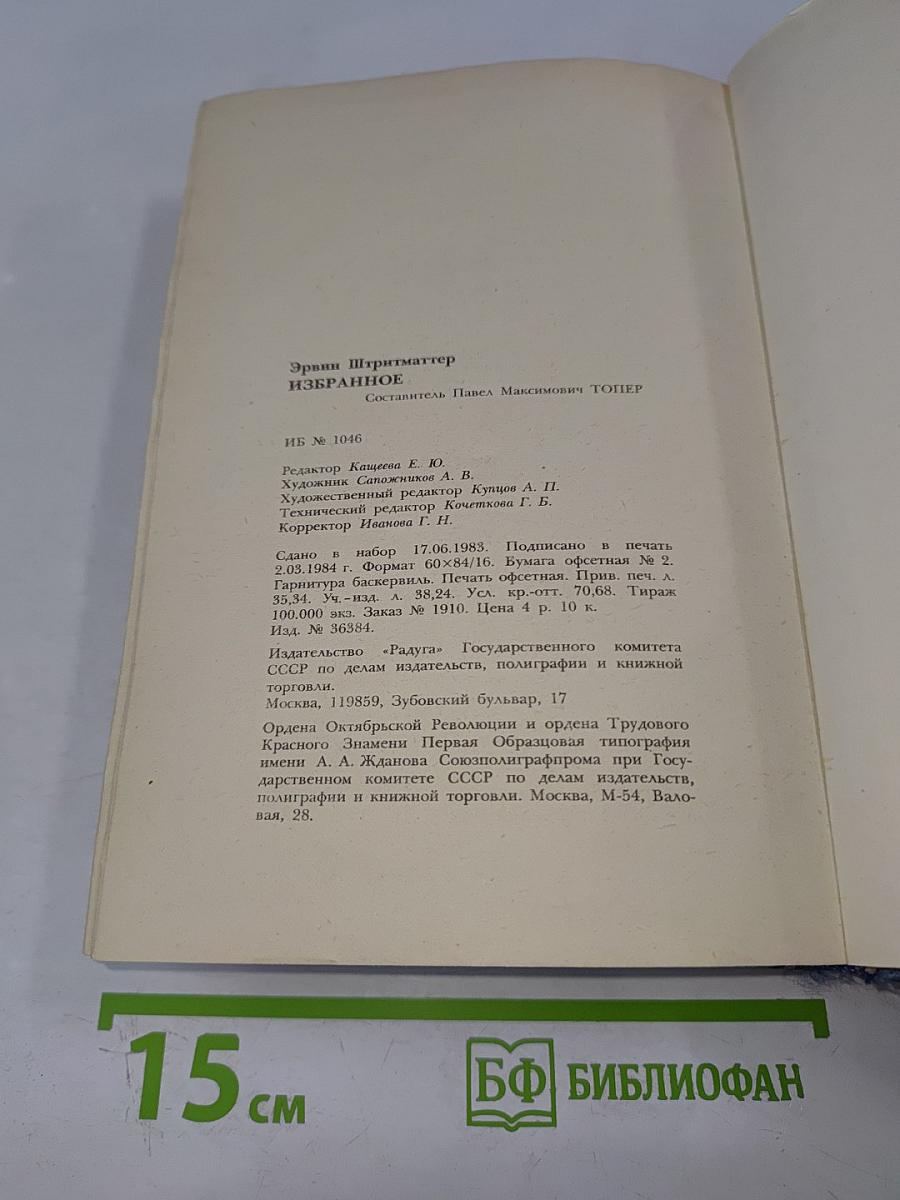 Эрвин Штритматтер
ИЗБРАННОЕ
Составитель Павел Максимович ТОПЕР
ИБ № 1046
Редактор Кащеева Е. Ю.
Художник Сапожников А. В.
Художественный редактор Купцов А. П.
Технический редактор Кочеткова Г. Б.
Корректор Иванова Г. Н.
Сдано в набор 17.06.1983. Подписано в печать
2.03.1984 г. Формат 60×84/16. Бумага офсетная № 2.
Гарнитура баскервиль. Печать офсетная. Прив. печ. л.
35,34. Уч.-изд. л. 38,24. Усл. кр.-отт. 70,68. Тираж
100.000 экз. Заказ № 1910. Цена 4 р. 10 к.
Изд. № 36384.
Издательство «Радуга» Государственного комитета
СССР по делам издательств, полиграфии и книжной
торговли.
Москва, 119859, Зубовский бульвар, 17
Ордена Октябрьской Революции и ордена Трудового
Красного Знамени Первая Образцовая типография
имени А. А. Жданова Союзполиграфпрома при Госу-
дарственном комитете СССР по делам издательств,
полиграфии и книжной торговли. Москва, М-54, Вало-
вая, 28.
15 см
БФ БИБЛИОФАН